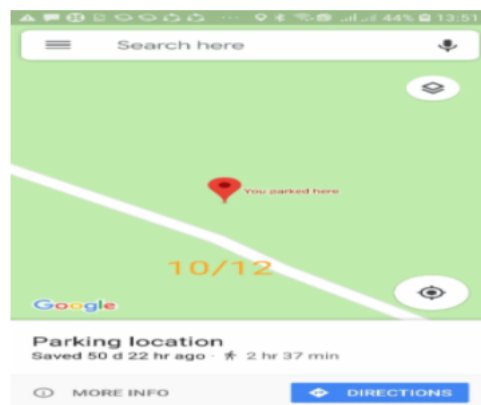 44% 13:51
Search here
You parked here
10/12
Google
Parking location
Saved 50 d 22 hr ago · 2 hr 37 min
MORE INFO
DIRECTIONS